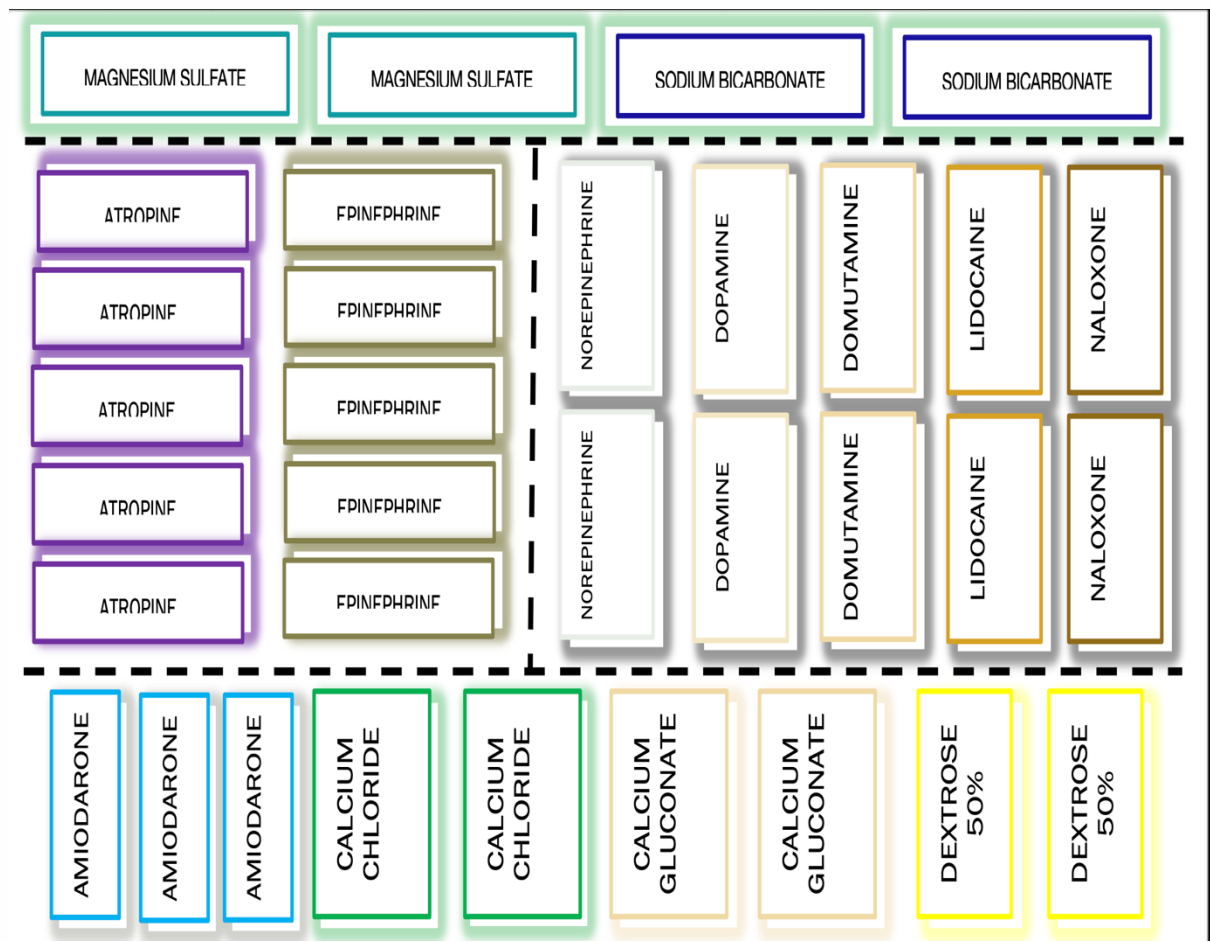 MAGNESIUM SULFATE
MAGNESIUM SULFATE
SODIUM BICARBONATE
SODIUM BICARBONATE
ATROPINE
EPINEPHRINE
ATROPINE
EPINEPHRINE
ATROPINE
EPINEPHRINE
ATROPINE
EPINEPHRINE
ATROPINE
EPINEPHRINE
NOREPINEPHRINE
DOPAMINE
DOMUTAMINE
LIDOCAINE
NALOXONE
NOREPINEPHRINE
DOPAMINE
DOMUTAMINE
LIDOCAINE
NALOXONE
AMIODARONE
AMIODARONE
AMIODARONE
CALCIUM
CHLORIDE
CALCIUM
CHLORIDE
CALCIUM
GLUCONATE
CALCIUM
GLUCONATE
DEXTROSE
50%
DEXTROSE
50%